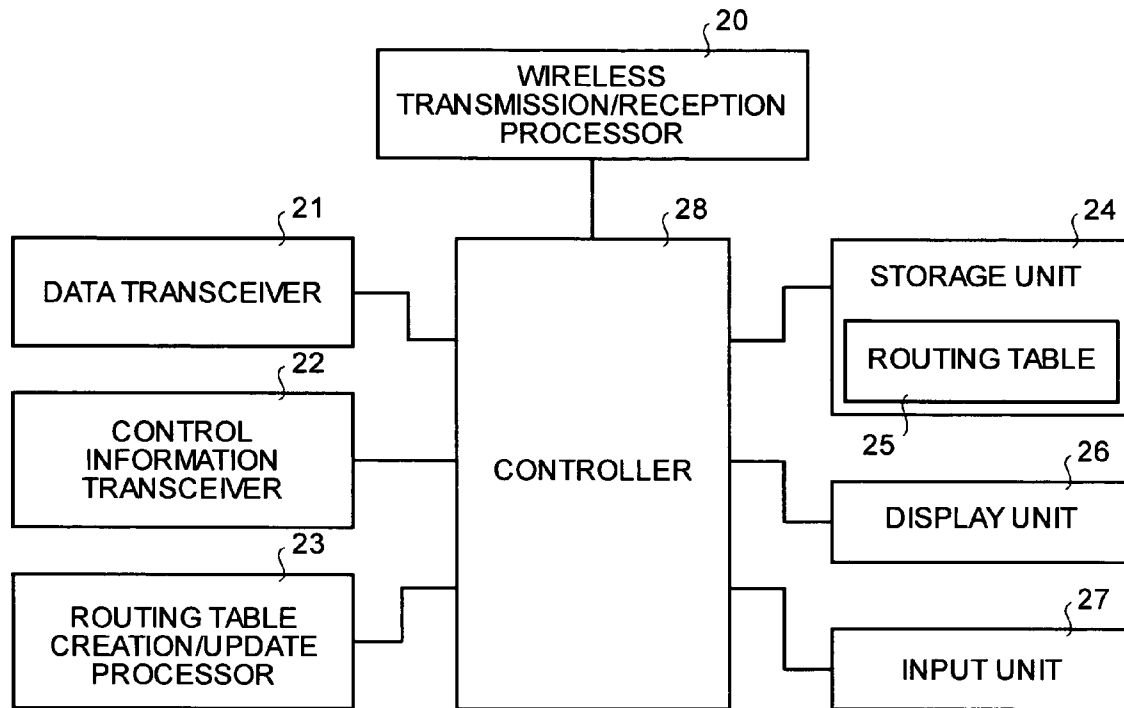 20
WIRELESS
TRANSMISSION/RECEPTION
PROCESSOR
21
DATA TRANSCEIVER
22
CONTROL
INFORMATION
TRANSCEIVER
23
ROUTING TABLE
CREATION/UPDATE
PROCESSOR
28
CONTROLLER
24
STORAGE UNIT
ROUTING TABLE
25
26
DISPLAY UNIT
27
INPUT UNIT